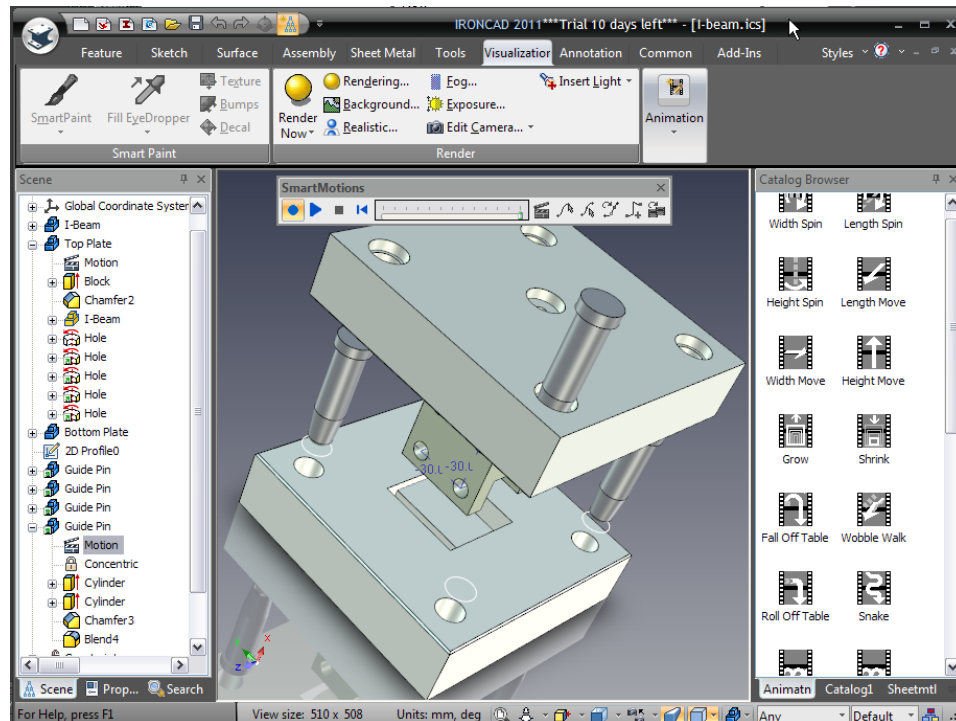 IRONCAD 2011***Trial 10 days left*** - [I-beam.ics]
Feature Sketch Surface Assembly Sheet Metal Tools Visualization Annotation Common Add-Ins Styles
SmartPaint
Fill EyeDropper
Texture
Bumps
Decal
Smart Paint
Render
Now
Rendering...
Background...
Realistic...
Fog...
Exposure...
Edit Camera...
Insert Light
Render
Animation
Scene
Global Coordinate System
I-Beam
Top Plate
Motion
Block
Chamfer2
I-Beam
Hole
Hole
Hole
Hole
Hole
Bottom Plate
2D Profile0
Guide Pin
Guide Pin
Guide Pin
Guide Pin
Motion
Concentric
Cylinder
Cylinder
Chamfer3
Blend4
Scene Prop... Search
SmartMotions
x
z
Catalog Browser
Width Spin Length Spin
Height Spin Length Move
Width Move Height Move
Grow Shrink
Fall Off Table Wobble Walk
Roll Off Table Snake
Animatn Catalog1 Sheetmtl
For Help, press F1 View size: 510 x 508 Units: mm, deg Any Default